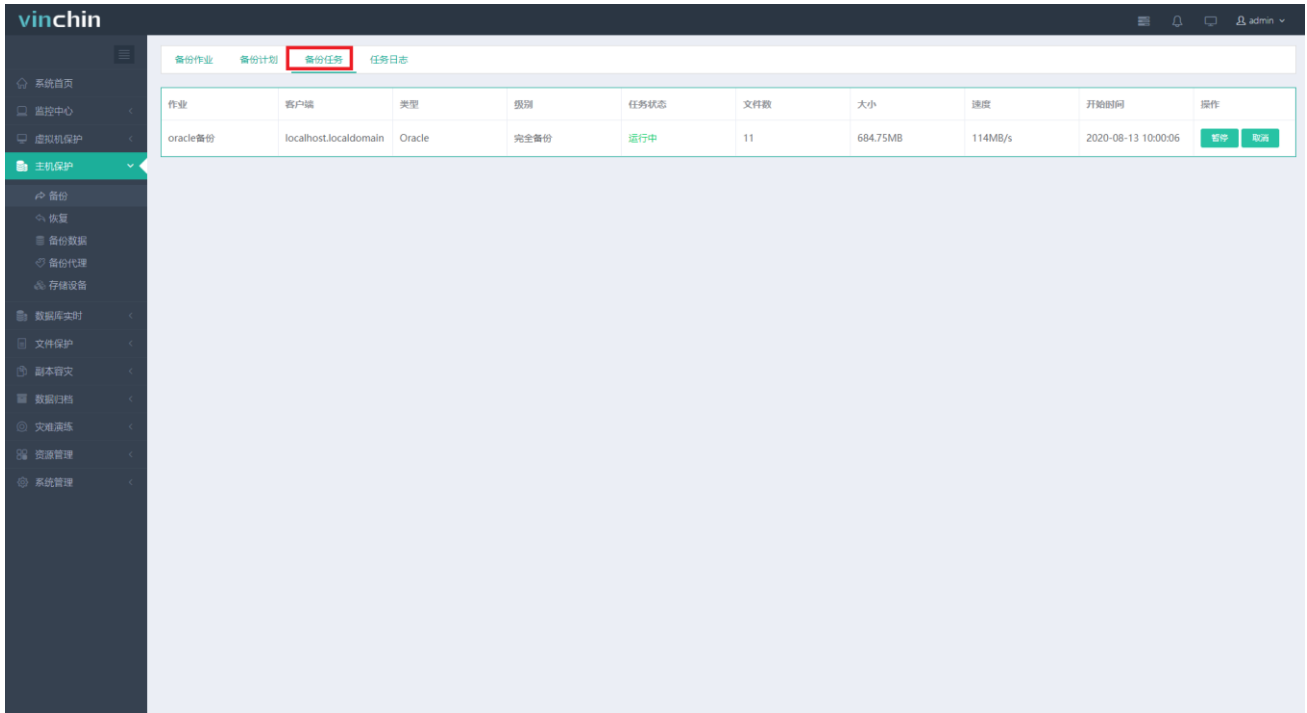 vinchin
admin
系统首页
监控中心
虚拟机保护
主机保护
备份
恢复
备份数据
备份代理
存储设备
数据库实时
文件保护
副本容灾
数据归档
灾难演练
资源管理
系统管理
备份作业 备份计划 备份任务 任务日志
作业 客户端 类型 级别 任务状态 文件数 大小 速度 开始时间 操作
oracle备份 localhost.localdomain Oracle 完全备份 运行中 11 684.75MB 114MB/s 2020-08-13 10:00:06 暂停 取消